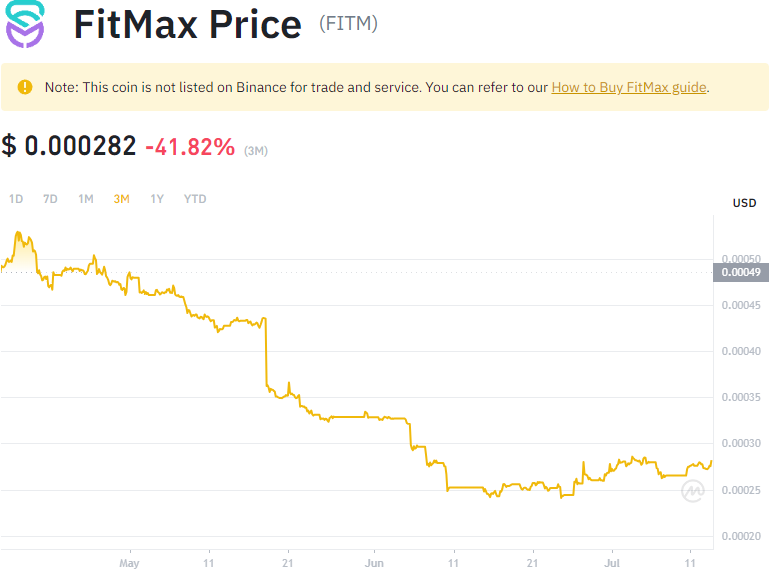 FitMax Price (FITM)
Note: This coin is not listed on Binance for trade and service. You can refer to our How to Buy FitMax guide.
$ 0.000282 -41.82% (3M)
1D 7D 1M 3M 1Y YTD
USD
0.00050
0.00049
0.00045
0.00040
0.00035
0.00030
0.00025
0.00020
May 11 21 Jun 11 21 Jul 11